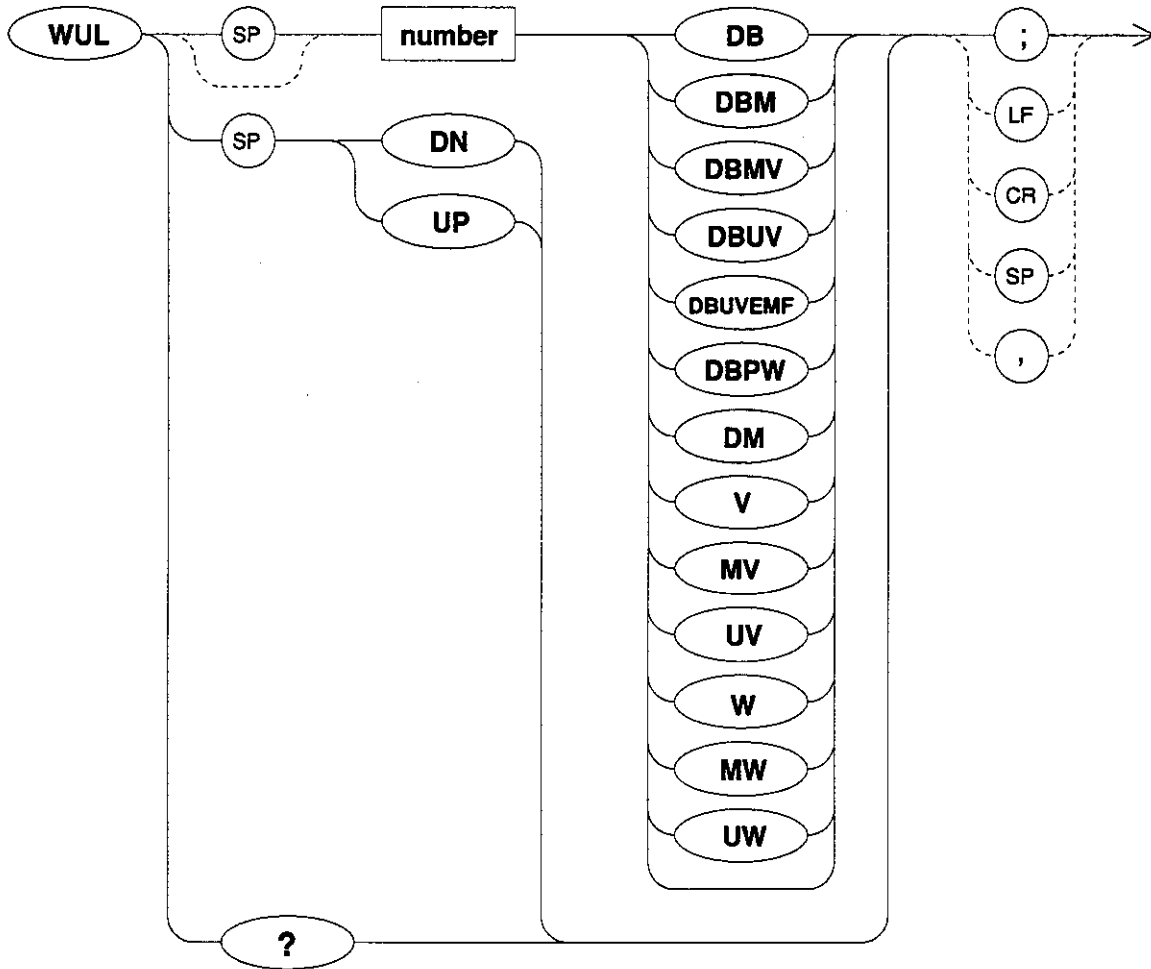 WUL SP number DB ;
DBM LF
SP DN DBMV CR
UP DBUV SP
DBUVEMF ,
DBPW
DM
V
MV
UV
W
MW
UW
?